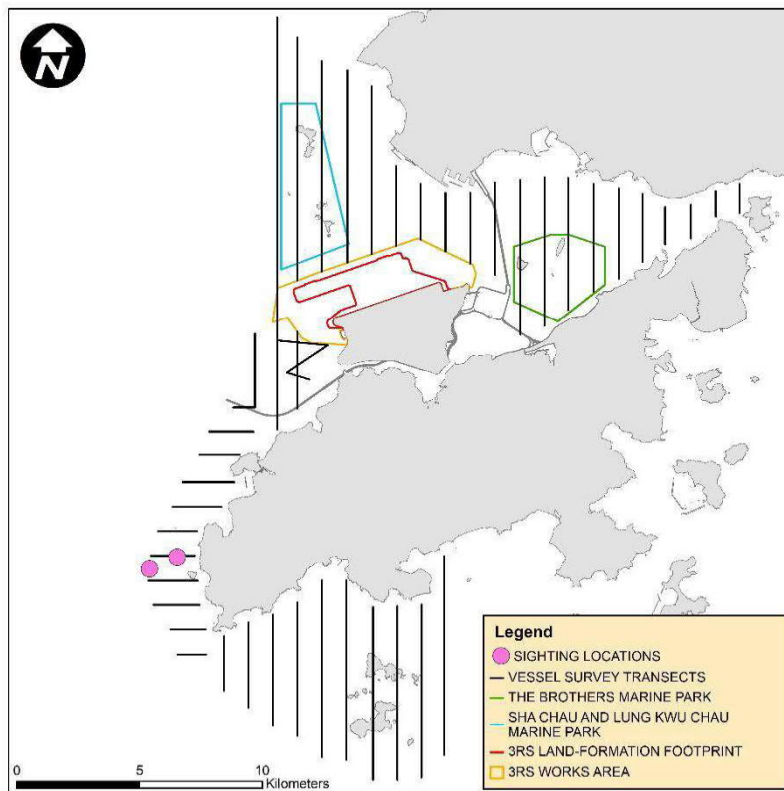 N
Legend
SIGHTING LOCATIONS
VESSEL SURVEY TRANSECTS
THE BROTHERS MARINE PARK
SHA CHAU AND LUNG KWU CHAU
MARINE PARK
3RS LAND-FORMATION FOOTPRINT
3RS WORKS AREA
0 5 10
Kilometers